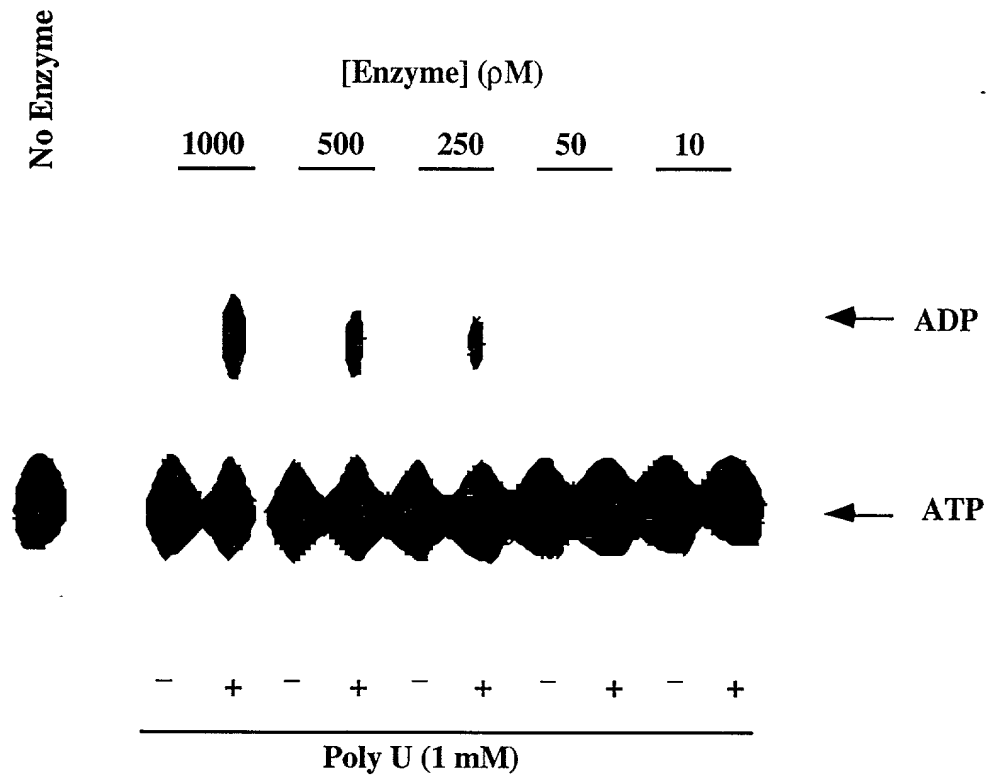 No Enzyme
[Enzyme] (ρM)
1000 500 250 50 10
ADP
ATP
− + − + − + − + − +
Poly U (1 mM)